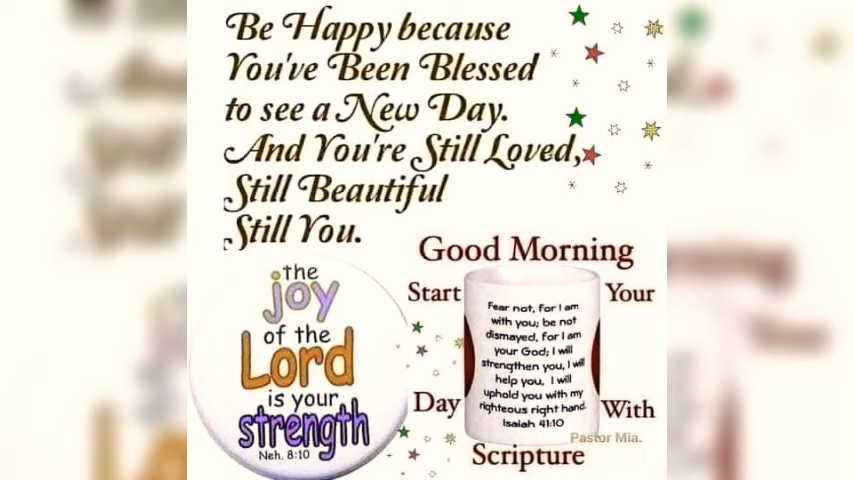 Be Happy because
You've Been Blessed
to see a New Day.
And You're Still Loved,
Still Beautiful
Still You.
the
joy
of the
Lord
is your
strength
Neh. 8:10
Good Morning
Start Your
Fear not, for I am
with you; be not
dismayed, for I am
your God; I will
strengthen you, I will
help you, I will
uphold you with my
righteous right hand.
Isaiah 41:10
Day With
Pastor Mia.
Scripture